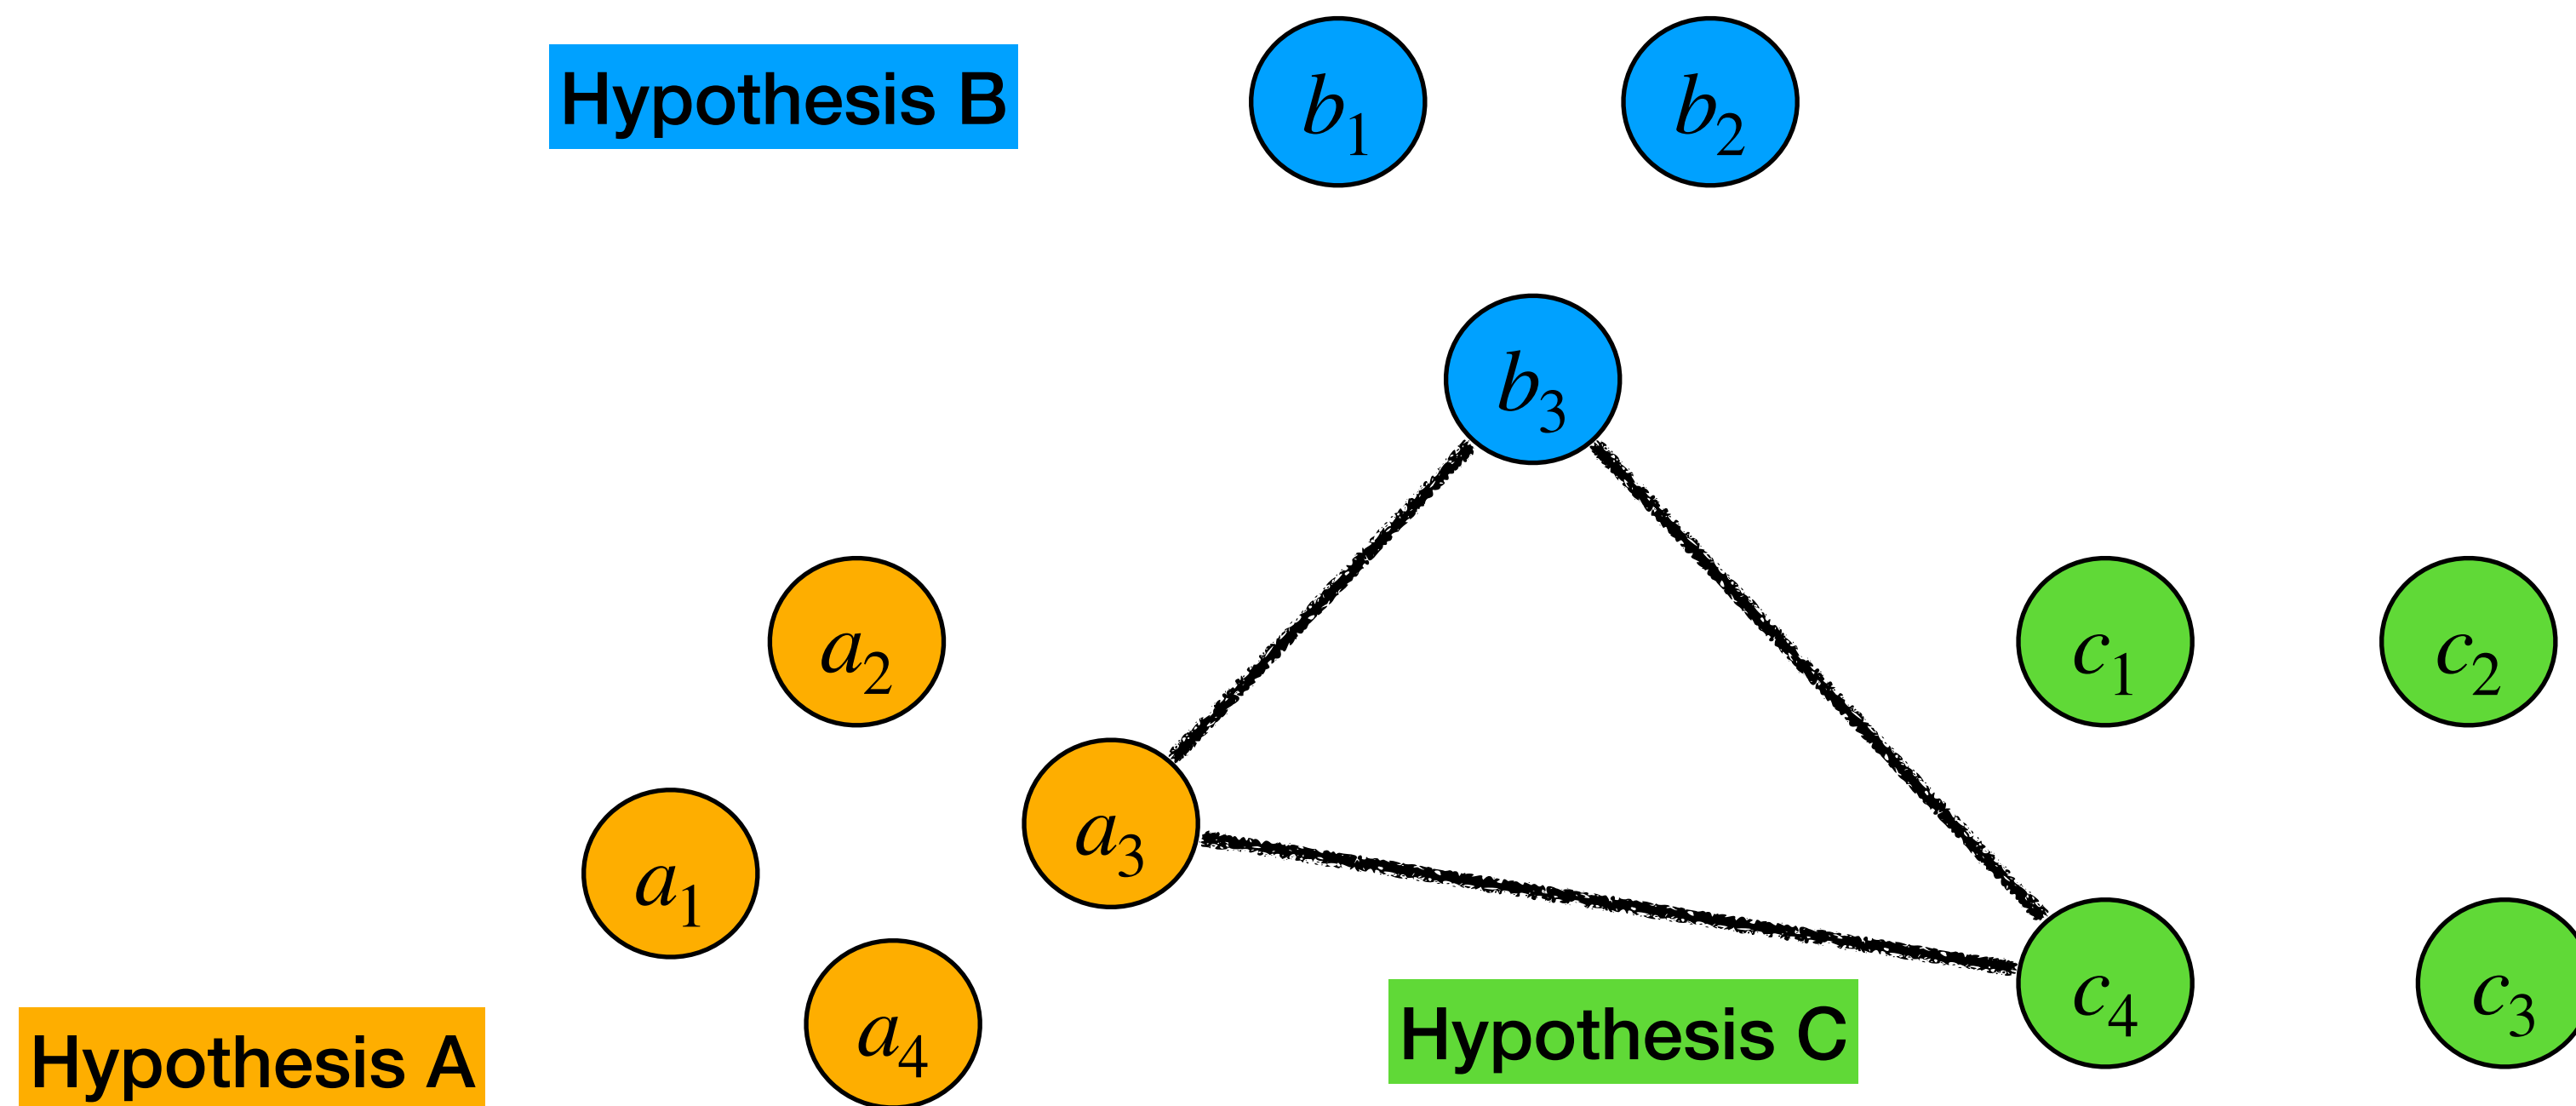 Hypothesis B
b₁
b₂
b₃
a₂
c₁
c₂
a₃
a₁
c₄
c₃
a₄
Hypothesis C
Hypothesis A